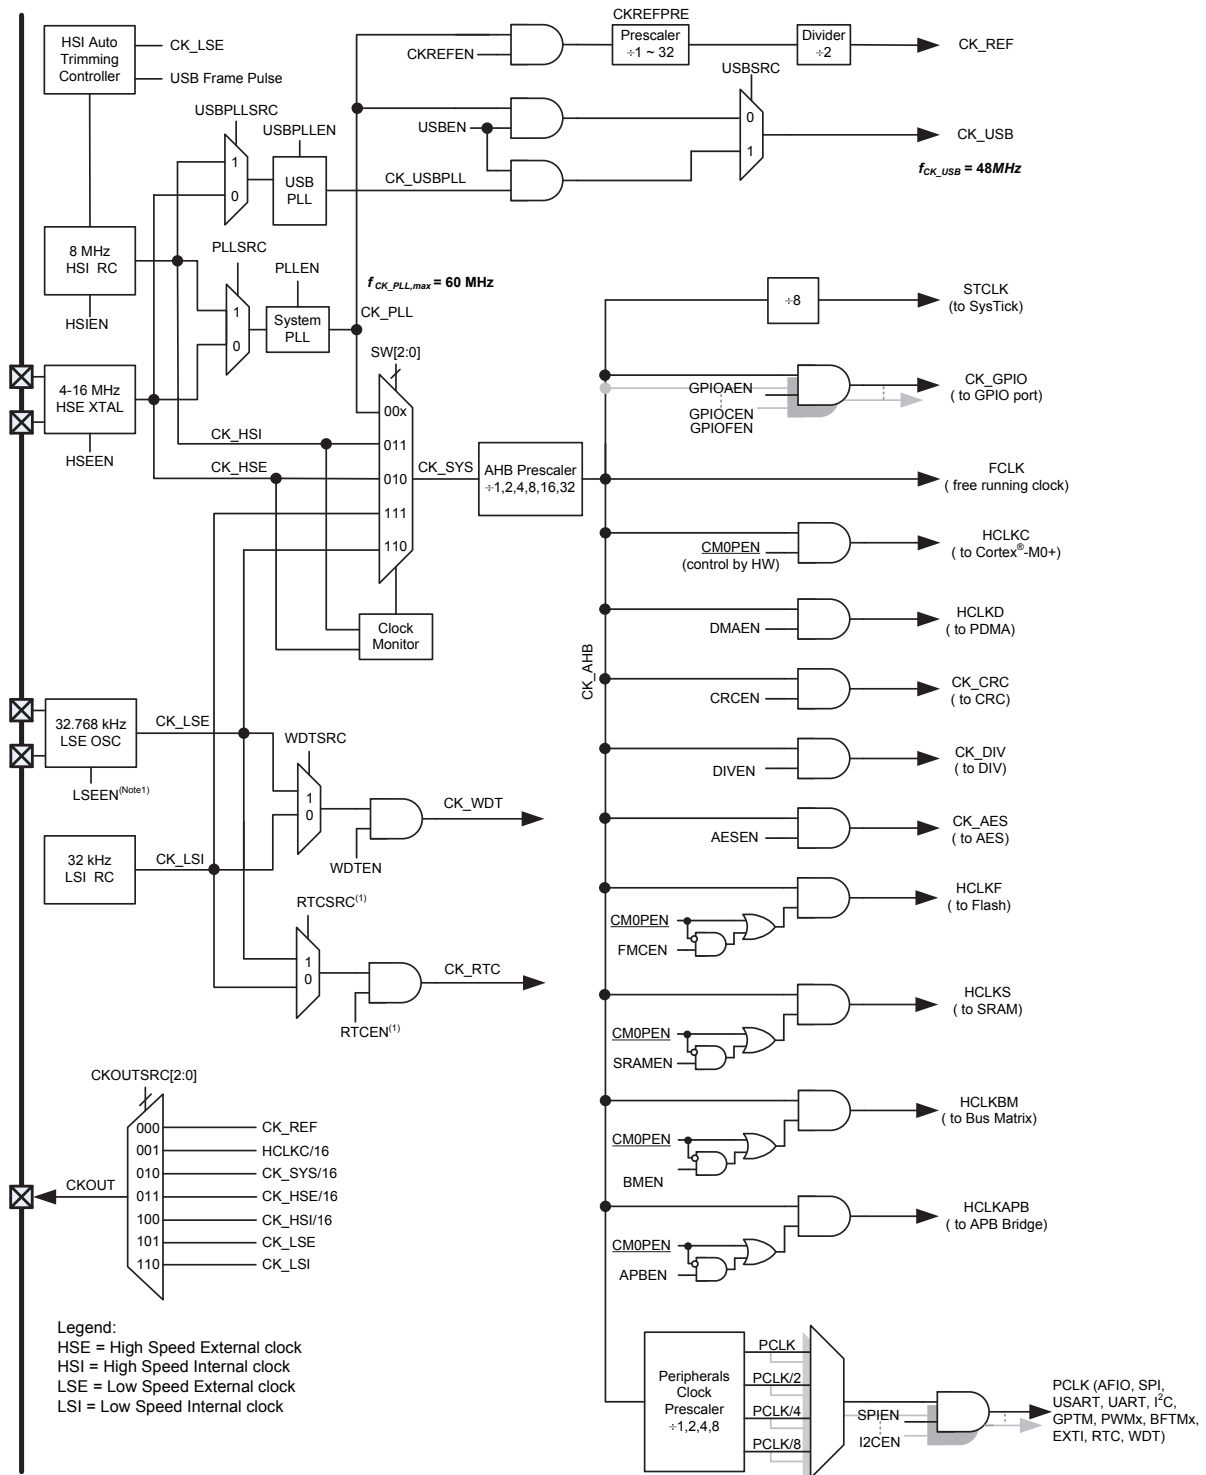 CKREFPRE
HSI Auto
Trimming
Controller
CK_LSE
USB Frame Pulse
CKREFEN
Prescaler
÷1 ~ 32
Divider
÷2
CK_REF
USBSRC
USBPLLSRC
USBPLLEN
USBEN
0
1
CK_USB
fCK_USB = 48MHz
1
0
USB
PLL
CK_USBPLL
8 MHz
HSI RC
HSIEN
PLLSRC
PLLEN
fCK_PLL,max = 60 MHz
1
0
System
PLL
CK_PLL
÷8
STCLK
(to SysTick)
4-16 MHz
HSE XTAL
HSEEN
SW[2:0]
00x
011
010
111
110
CK_HSI
CK_HSE
CK_SYS
AHB Prescaler
÷1,2,4,8,16,32
Clock
Monitor
GPIOAEN
GPIOCEN
GPIOFEN
CK_GPIO
( to GPIO port)
FCLK
( free running clock)
CM0PEN
(control by HW)
HCLKC
( to Cortex®-M0+)
DMAEN
HCLKD
( to PDMA)
CK_AHB
CRCEN
CK_CRC
( to CRC)
32.768 kHz
LSE OSC
CK_LSE
LSEEN(Note1)
WDTSRC
1
0
CK_WDT
WDTEN
DIVEN
CK_DIV
( to DIV)
AESEN
CK_AES
( to AES)
32 kHz
LSI RC
CK_LSI
RTCSRC(1)
1
0
CK_RTC
RTCEN(1)
CM0PEN
FMCEN
HCLKF
( to Flash)
CM0PEN
SRAMEN
HCLKS
( to SRAM)
CKOUTSRC[2:0]
CKOUT
000 CK_REF
001 HCLKC/16
010 CK_SYS/16
011 CK_HSE/16
100 CK_HSI/16
101 CK_LSE
110 CK_LSI
CM0PEN
BMEN
HCLKBM
( to Bus Matrix)
CM0PEN
APBEN
HCLKAPB
( to APB Bridge)
Legend:
HSE = High Speed External clock
HSI = High Speed Internal clock
LSE = Low Speed External clock
LSI = Low Speed Internal clock
Peripherals
Clock
Prescaler
÷1,2,4,8
PCLK
PCLK/2
PCLK/4
PCLK/8
SPIEN
I2CEN
PCLK (AFIO, SPI,
USART, UART, I²C,
GPTM, PWMx, BFTMx,
EXTI, RTC, WDT)